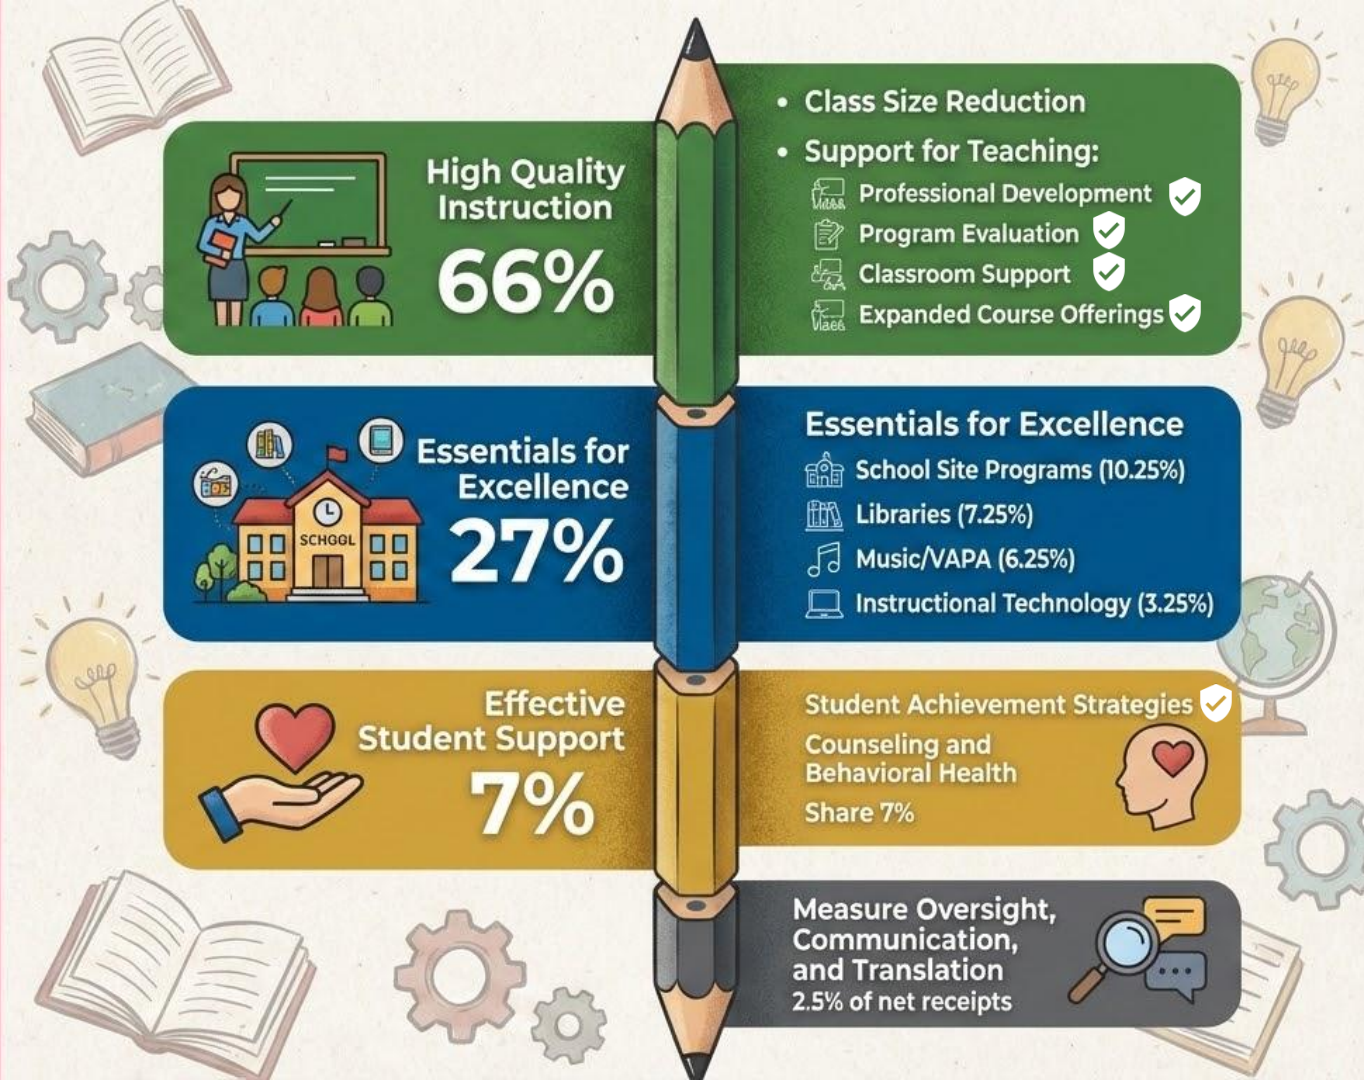 High Quality
Instruction
66%
• Class Size Reduction
• Support for Teaching:
Professional Development
Program Evaluation
Classroom Support
Expanded Course Offerings
SCHGGL
Essentials for
Excellence
27%
Essentials for Excellence
School Site Programs (10.25%)
Libraries (7.25%)
Music/VAPA (6.25%)
Instructional Technology (3.25%)
Effective
Student Support
7%
Student Achievement Strategies
Counseling and
Behavioral Health
Share 7%
Measure Oversight,
Communication,
and Translation
2.5% of net receipts